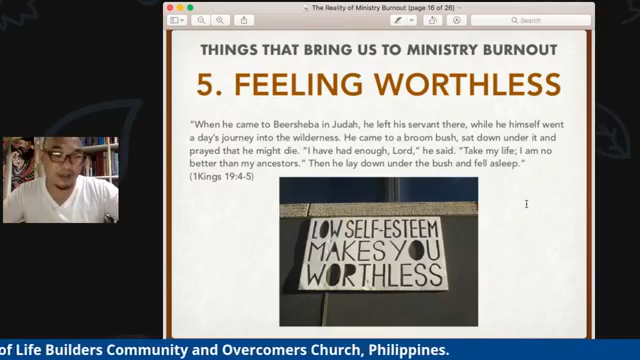 The Reality of Ministry Burnout (page 16 of 26)
Search
THINGS THAT BRING US TO MINISTRY BURNOUT
5. FEELING WORTHLESS
"When he came to Beersheba in Judah, he left his servant there, while he himself went
a day's journey into the wilderness. He came to a broom bush, sat down under it and
prayed that he might die. "I have had enough, Lord," he said. "Take my life; I am no
better than my ancestors." Then he lay down under the bush and fell asleep."
(1Kings 19:4-5)
LOW SELF-ESTEEM
MAKES YOU
WORTHLESS
of Life Builders Community and Overcomers Church, Philippines.